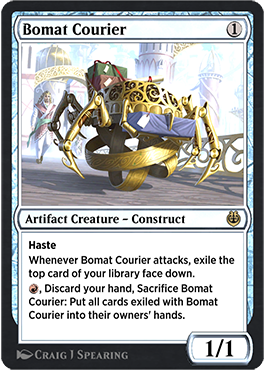 Bomat Courier 1
Artifact Creature – Construct
Haste
Whenever Bomat Courier attacks, exile the
top card of your library face down.
, Discard your hand, Sacrifice Bomat
Courier: Put all cards exiled with Bomat
Courier into their owners' hands.
CRAIG J SPEARING
1/1